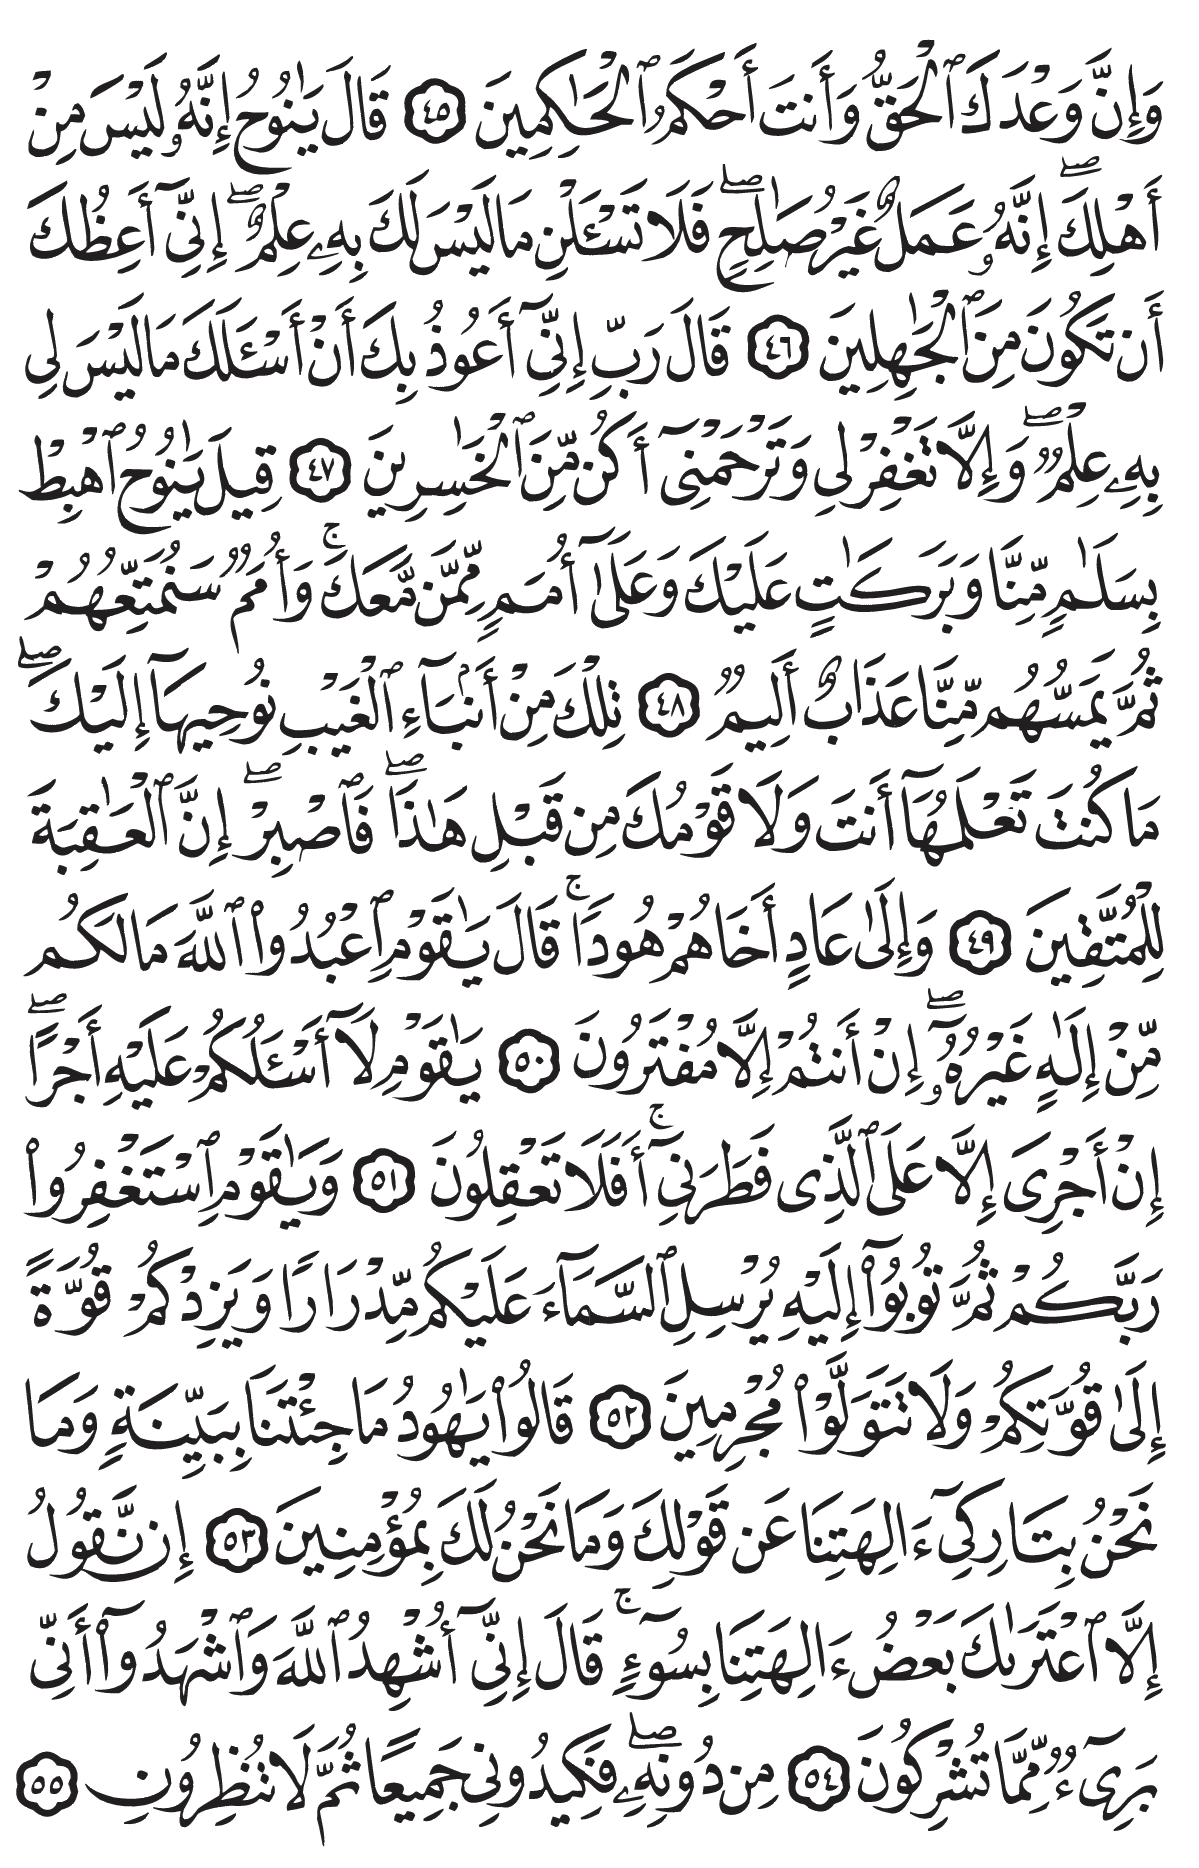 وَإِنَّ وَعْدَكَ ٱلْحَقُّ وَأَنتَ أَحْكَمُ ٱلْحَـٰكِمِينَ ٤٥ قَالَ يَـٰنُوحُ إِنَّهُۥ لَيْسَ مِنْ
أَهْلِكَ ۖ إِنَّهُۥ عَمَلٌ غَيْرُ صَـٰلِحٍ ۖ فَلَا تَسْـَٔلْنِ مَا لَيْسَ لَكَ بِهِۦ عِلْمٌ ۖ إِنِّىٓ أَعِظُكَ
أَن تَكُونَ مِنَ ٱلْجَـٰهِلِينَ ٤٦ قَالَ رَبِّ إِنِّىٓ أَعُوذُ بِكَ أَنْ أَسْـَٔلَكَ مَا لَيْسَ لِى
بِهِۦ عِلْمٌ ۖ وَإِلَّا تَغْفِرْ لِى وَتَرْحَمْنِىٓ أَكُن مِّنَ ٱلْخَـٰسِرِينَ ٤٧ قِيلَ يَـٰنُوحُ ٱهْبِطْ
بِسَلَـٰمٍ مِّنَّا وَبَرَكَـٰتٍ عَلَيْكَ وَعَلَىٰٓ أُمَمٍ مِّمَّن مَّعَكَ ۚ وَأُمَمٌ سَنُمَتِّعُهُمْ
ثُمَّ يَمَسُّهُم مِّنَّا عَذَابٌ أَلِيمٌ ٤٨ تِلْكَ مِنْ أَنۢبَآءِ ٱلْغَيْبِ نُوحِيهَآ إِلَيْكَ ۖ
مَا كُنتَ تَعْلَمُهَآ أَنتَ وَلَا قَوْمُكَ مِن قَبْلِ هَـٰذَا ۖ فَٱصْبِرْ ۖ إِنَّ ٱلْعَـٰقِبَةَ
لِلْمُتَّقِينَ ٤٩ وَإِلَىٰ عَادٍ أَخَاهُمْ هُودًا ۚ قَالَ يَـٰقَوْمِ ٱعْبُدُوا۟ ٱللَّهَ مَا لَكُم
مِّنْ إِلَـٰهٍ غَيْرُهُۥٓ ۖ إِنْ أَنتُمْ إِلَّا مُفْتَرُونَ ٥٠ يَـٰقَوْمِ لَآ أَسْـَٔلُكُمْ عَلَيْهِ أَجْرًا ۖ
إِنْ أَجْرِىَ إِلَّا عَلَى ٱلَّذِى فَطَرَنِىٓ ۚ أَفَلَا تَعْقِلُونَ ٥١ وَيَـٰقَوْمِ ٱسْتَغْفِرُوا۟
رَبَّكُمْ ثُمَّ تُوبُوٓا۟ إِلَيْهِ يُرْسِلِ ٱلسَّمَآءَ عَلَيْكُم مِّدْرَارًا وَيَزِدْكُمْ قُوَّةً
إِلَىٰ قُوَّتِكُمْ وَلَا تَتَوَلَّوْا۟ مُجْرِمِينَ ٥٢ قَالُوا۟ يَـٰهُودُ مَا جِئْتَنَا بِبَيِّنَةٍ وَمَا
نَحْنُ بِتَارِكِىٓ ءَالِهَتِنَا عَن قَوْلِكَ وَمَا نَحْنُ لَكَ بِمُؤْمِنِينَ ٥٣ إِن نَّقُولُ
إِلَّا ٱعْتَرَىٰكَ بَعْضُ ءَالِهَتِنَا بِسُوٓءٍ ۗ قَالَ إِنِّىٓ أُشْهِدُ ٱللَّهَ وَٱشْهَدُوٓا۟ أَنِّى
بَرِىٓءٌ مِّمَّا تُشْرِكُونَ ٥٤ مِن دُونِهِۦ ۖ فَكِيدُونِى جَمِيعًا ثُمَّ لَا تُنظِرُونِ ٥٥